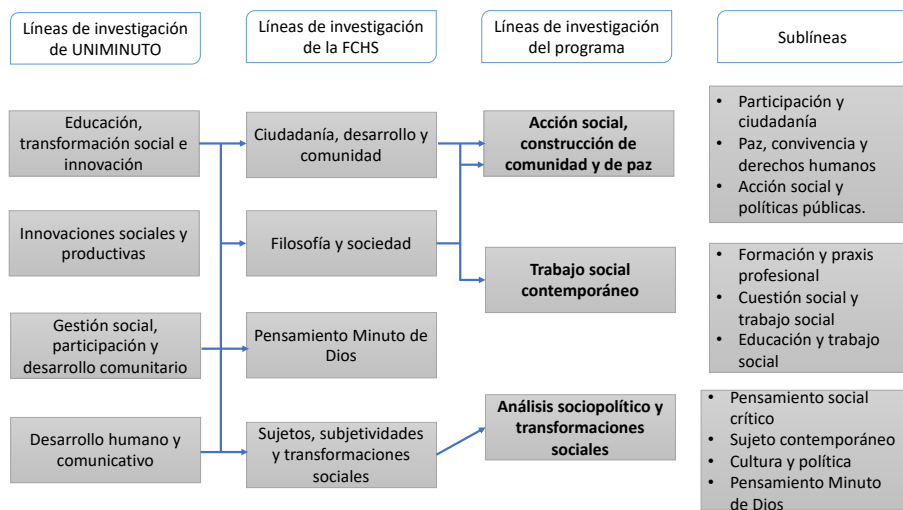 Líneas de investigación
de UNIMINUTO
Líneas de investigación
de la FCHS
Líneas de investigación
del programa
Sublíneas
Educación,
transformación social e
innovación
Ciudadanía, desarrollo y
comunidad
Acción social,
construcción de
comunidad y de paz
• Participación y
ciudadanía
• Paz, convivencia y
derechos humanos
• Acción social y
políticas públicas.
Innovaciones sociales y
productivas
Filosofía y sociedad
Trabajo social
contemporáneo
• Formación y praxis
profesional
• Cuestión social y
trabajo social
• Educación y trabajo
social
Gestión social,
participación y
desarrollo comunitario
Pensamiento Minuto de
Dios
Desarrollo humano y
comunicativo
Sujetos, subjetividades
y transformaciones
sociales
Análisis sociopolítico y
transformaciones
sociales
• Pensamiento social
crítico
• Sujeto contemporáneo
• Cultura y política
• Pensamiento Minuto
de Dios